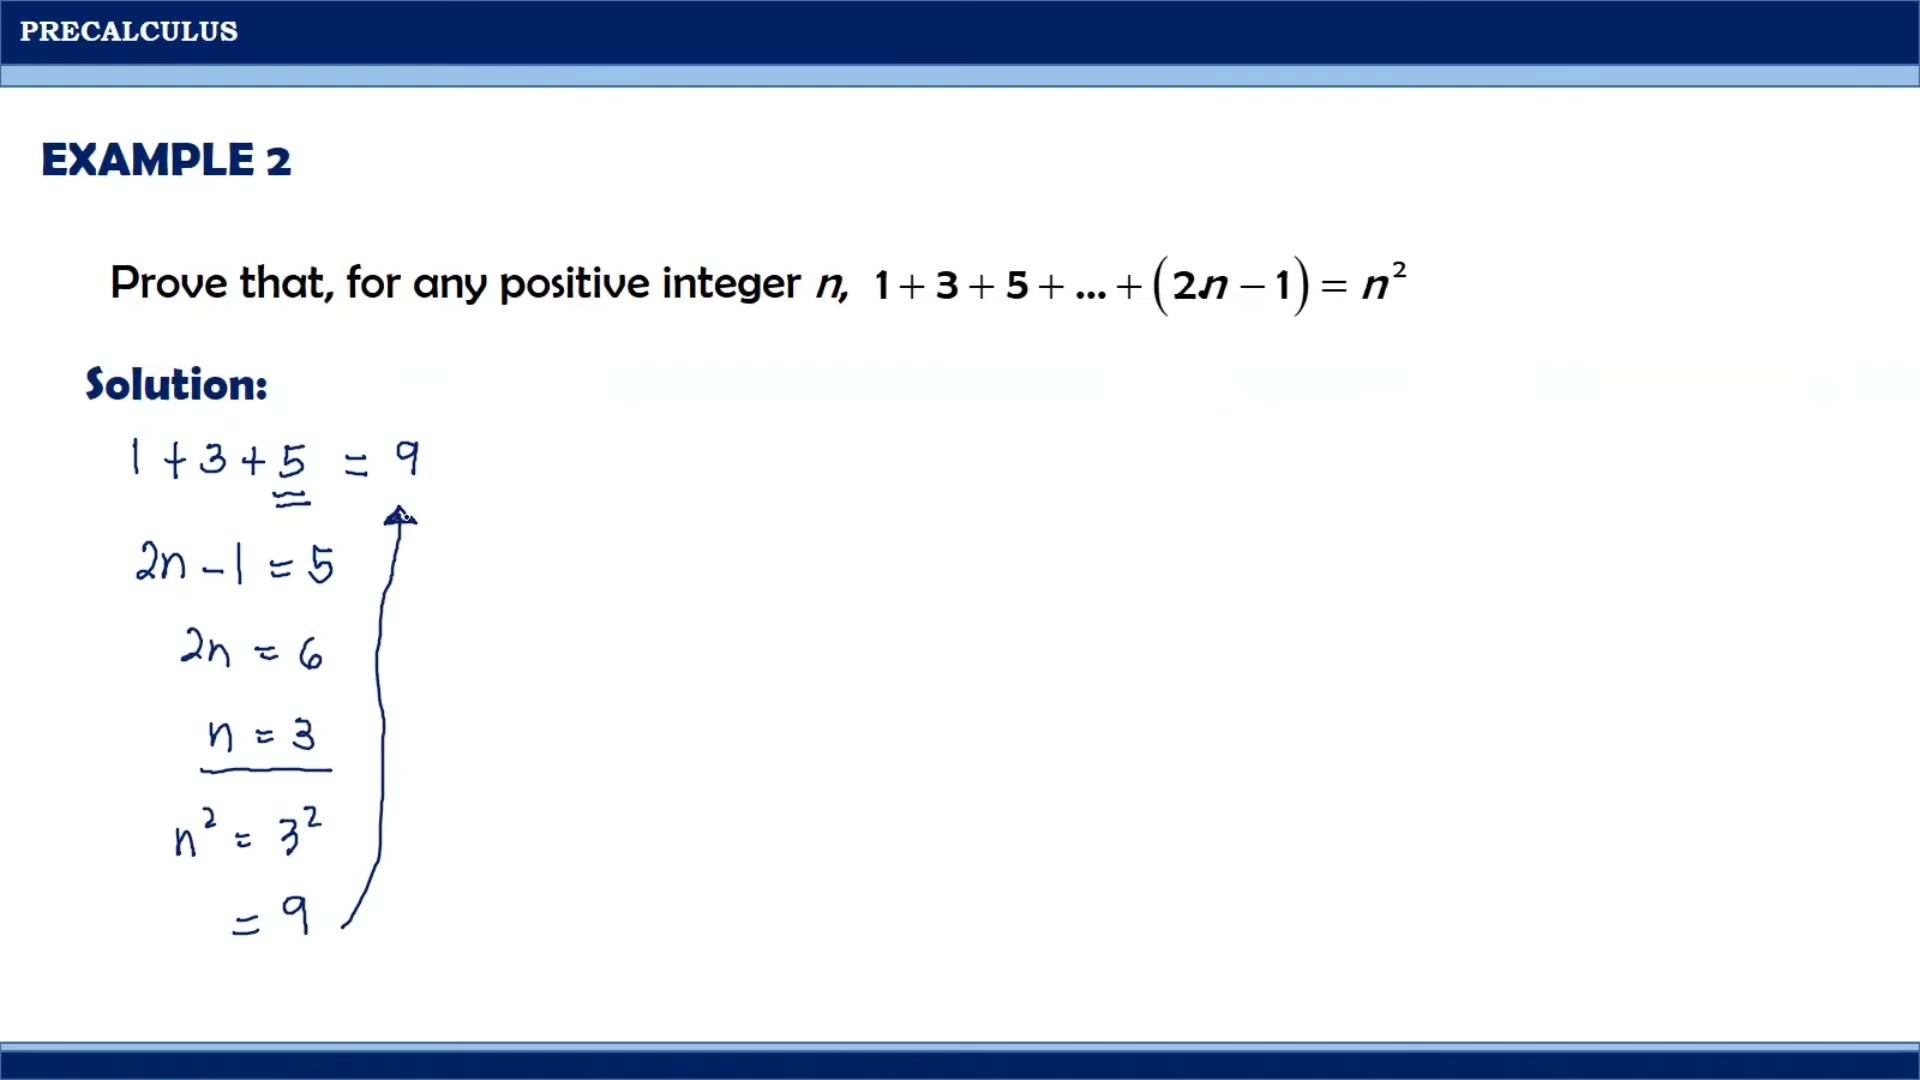 PRECALCULUS
EXAMPLE 2
Prove that, for any positive integer n, 1 + 3 + 5 + ... + (2n − 1) = n²
Solution:
1 + 3 + 5 = 9
2n − 1 = 5
2n = 6
n = 3
n² = 3²
= 9